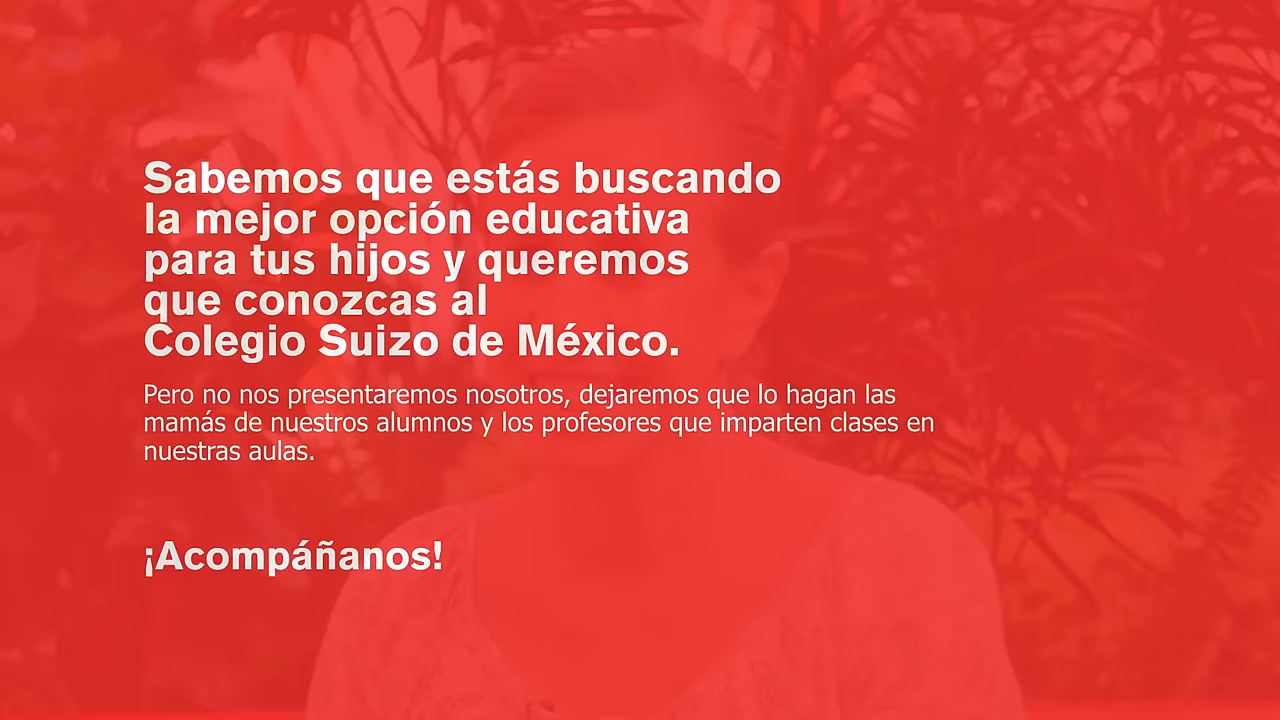 Sabemos que estás buscando
la mejor opción educativa
para tus hijos y queremos
que conozcas al
Colegio Suizo de México.
Pero no nos presentaremos nosotros, dejaremos que lo hagan las
mamás de nuestros alumnos y los profesores que imparten clases en
nuestras aulas.
¡Acompáñanos!